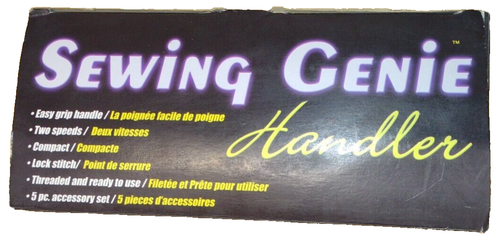 SEWING GENIE™
Handler
• Easy grip handle / La poignée facile de poigne
• Two speeds / Deux vitesses
• Compact / Compacte
• Lock stitch / Point de serrure
• Threaded and ready to use / Filetée et Prête pour utiliser
• 5 pc. accessory set / 5 pieces d'accessoires